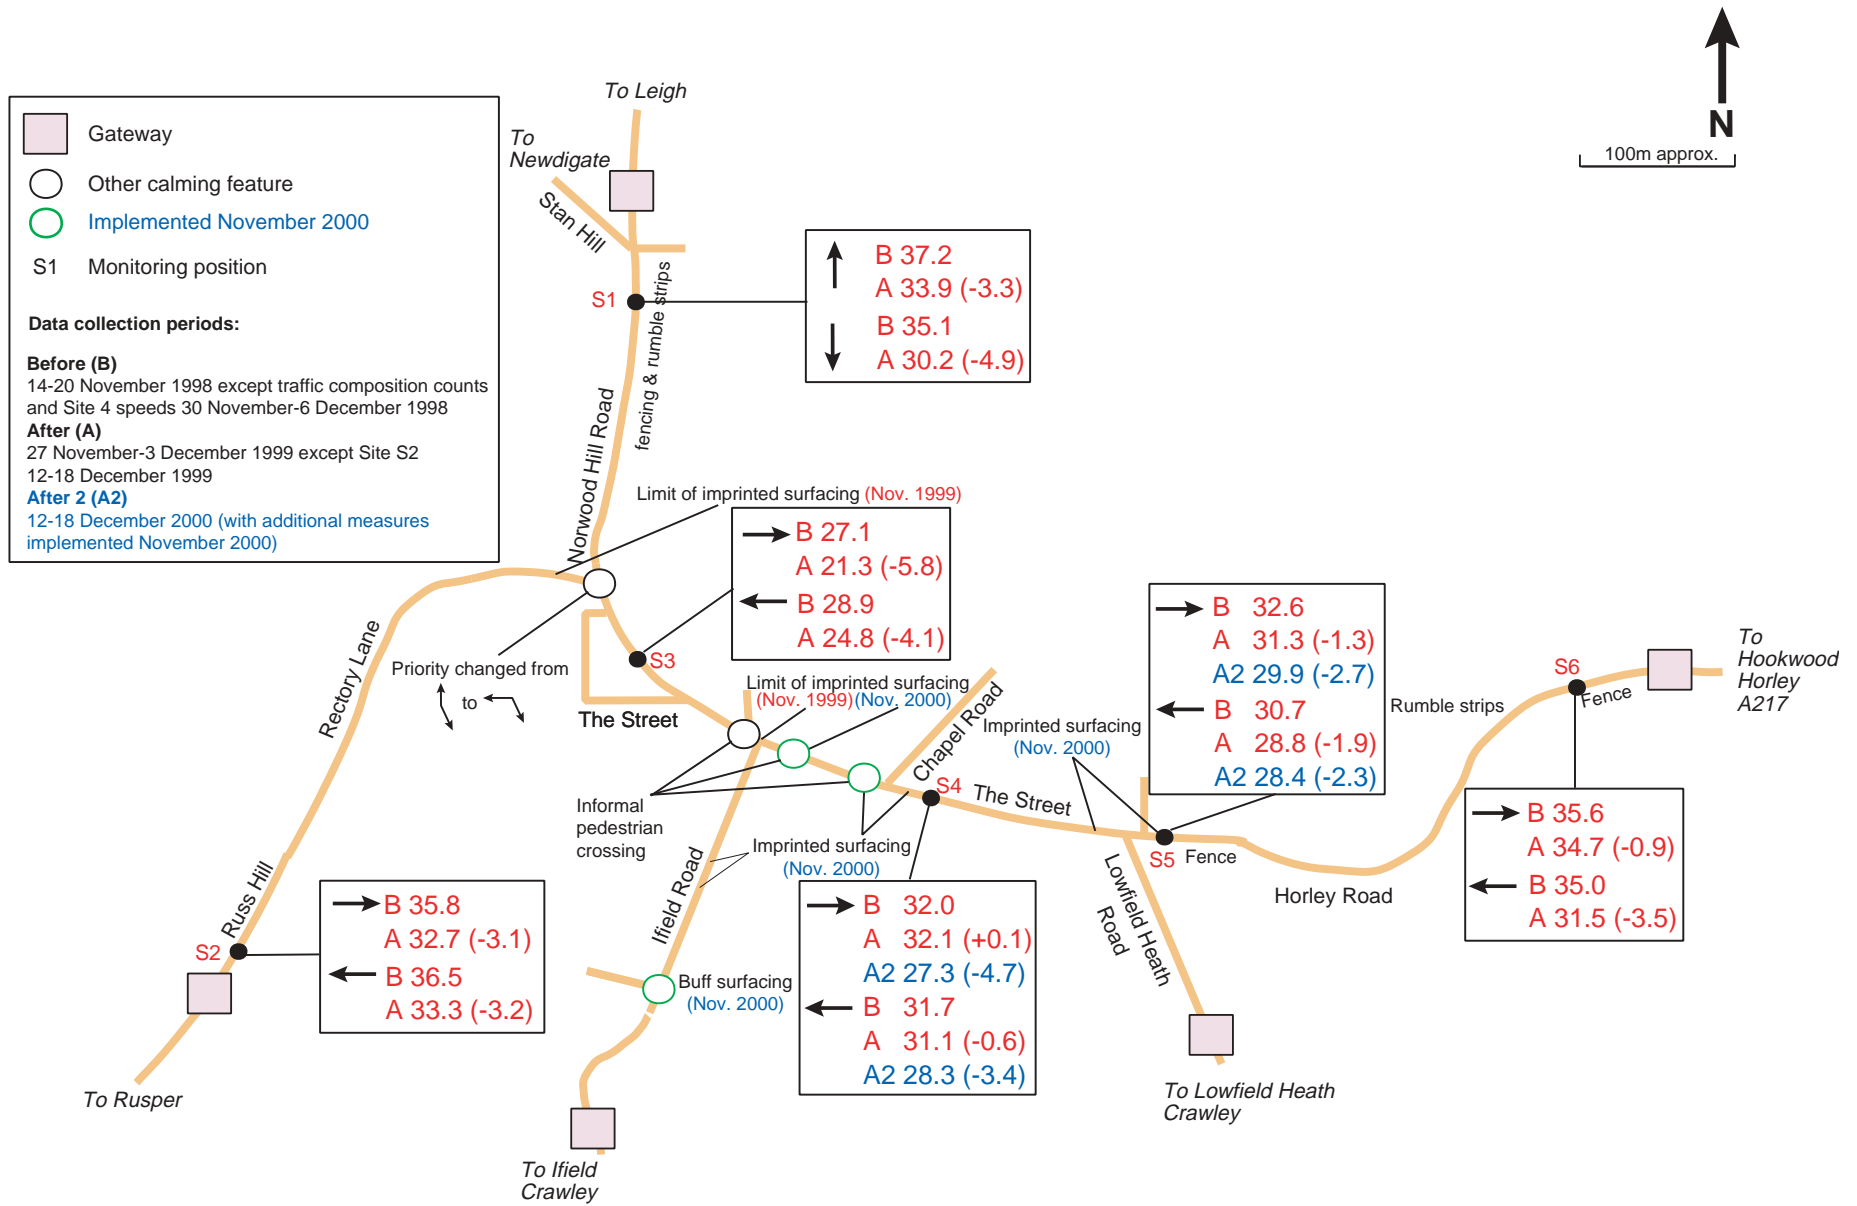 Gateway
Other calming feature
Implemented November 2000
S1 Monitoring position
Data collection periods:
Before (B)
14-20 November 1998 except traffic composition counts
and Site 4 speeds 30 November-6 December 1998
After (A)
27 November-3 December 1999 except Site S2
12-18 December 1999
After 2 (A2)
12-18 December 2000 (with additional measures
implemented November 2000)
N
100m approx.
To Leigh
To
Newdigate
Stan Hill
S1
fencing & rumble strips
Norwood Hill Road
B 37.2
A 33.9 (-3.3)
B 35.1
A 30.2 (-4.9)
Limit of imprinted surfacing (Nov. 1999)
B 27.1
A 21.3 (-5.8)
B 28.9
A 24.8 (-4.1)
S3
Rectory Lane
Priority changed from
to
The Street
Limit of imprinted surfacing
(Nov. 1999) (Nov. 2000)
Chapel Road
Imprinted surfacing
(Nov. 2000)
B 32.6
A 31.3 (-1.3)
A2 29.9 (-2.7)
B 30.7
A 28.8 (-1.9)
A2 28.4 (-2.3)
Rumble strips
S6
Fence
To
Hookwood
Horley
A217
S4
The Street
Informal
pedestrian
crossing
Imprinted surfacing
(Nov. 2000)
S5 Fence
Horley Road
B 35.6
A 34.7 (-0.9)
B 35.0
A 31.5 (-3.5)
Russ Hill
S2
B 35.8
A 32.7 (-3.1)
B 36.5
A 33.3 (-3.2)
Ifield Road
Buff surfacing
(Nov. 2000)
B 32.0
A 32.1 (+0.1)
A2 27.3 (-4.7)
B 31.7
A 31.1 (-0.6)
A2 28.3 (-3.4)
Lowfield Heath
Road
To Rusper
To Ifield
Crawley
To Lowfield Heath
Crawley